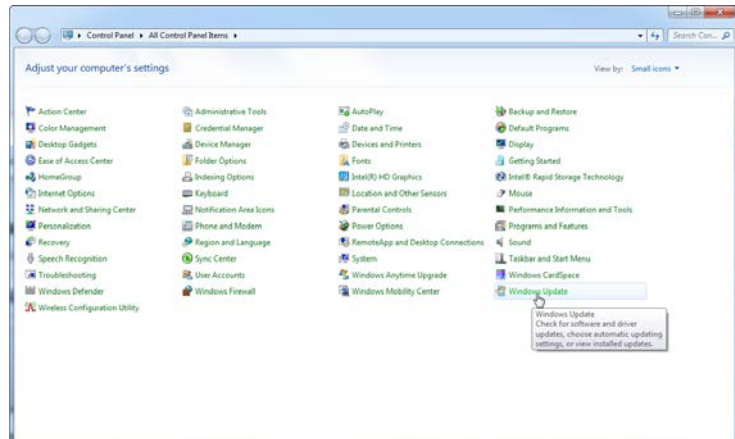 Control Panel ▸ All Control Panel Items ▸
Search Con...
Adjust your computer's settings
View by: Small icons
Action Center
Administrative Tools
AutoPlay
Backup and Restore
Color Management
Credential Manager
Date and Time
Default Programs
Desktop Gadgets
Device Manager
Devices and Printers
Display
Ease of Access Center
Folder Options
Fonts
Getting Started
HomeGroup
Indexing Options
Intel(R) HD Graphics
Intel® Rapid Storage Technology
Internet Options
Keyboard
Location and Other Sensors
Mouse
Network and Sharing Center
Notification Area Icons
Parental Controls
Performance Information and Tools
Personalization
Phone and Modem
Power Options
Programs and Features
Recovery
Region and Language
RemoteApp and Desktop Connections
Sound
Speech Recognition
Sync Center
System
Taskbar and Start Menu
Troubleshooting
User Accounts
Windows Anytime Upgrade
Windows CardSpace
Windows Defender
Windows Firewall
Windows Mobility Center
Windows Update
Wireless Configuration Utility
Windows Update
Check for software and driver
updates, choose automatic updating
settings, or view installed updates.